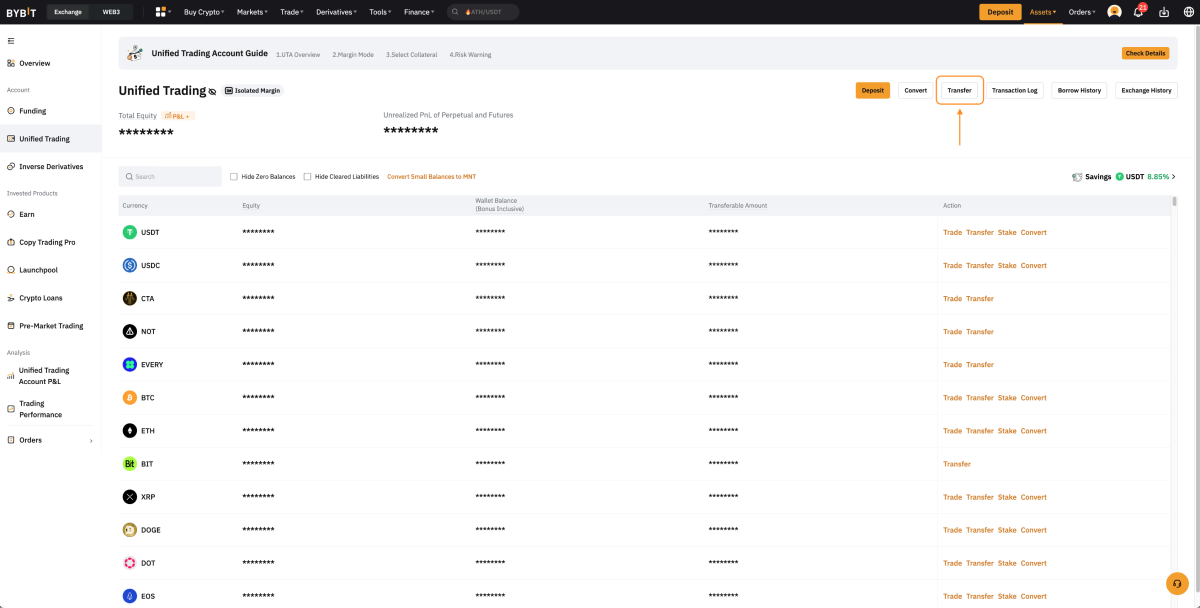 BYBIT Exchange WEB3 Buy Crypto Markets Trade Derivatives Tools Finance ATH/USDT Deposit Assets Orders 21
Unified Trading Account Guide 1.UTA Overview 2.Margin Mode 3.Select Collateral 4.Risk Warning Check Details
Overview
Account
Funding
Unified Trading
Inverse Derivatives
Invested Products
Earn
Copy Trading Pro
Launchpool
Crypto Loans
Pre-Market Trading
Analysis
Unified Trading
Account P&L
Trading
Performance
Orders
Unified Trading Isolated Margin Deposit Convert Transfer Transaction Log Borrow History Exchange History
Total Equity P&L Unrealized PnL of Perpetual and Futures
******** ********
Search Hide Zero Balances Hide Cleared Liabilities Convert Small Balances to MNT Savings USDT 8.85%
Currency Equity Wallet Balance
(Bonus Inclusive) Transferable Amount Action
USDT ******** ******** ******** Trade Transfer Stake Convert
USDC ******** ******** ******** Trade Transfer Stake Convert
CTA ******** ******** ******** Trade Transfer
NOT ******** ******** ******** Trade Transfer
EVERY ******** ******** ******** Trade Transfer
BTC ******** ******** ******** Trade Transfer Stake Convert
ETH ******** ******** ******** Trade Transfer Stake Convert
Bit BIT ******** ******** ******** Transfer
XRP ******** ******** ******** Trade Transfer Stake Convert
DOGE ******** ******** ******** Trade Transfer Stake Convert
DOT ******** ******** ******** Trade Transfer Stake Convert
EOS ******** ******** ******** Trade Transfer Stake Convert